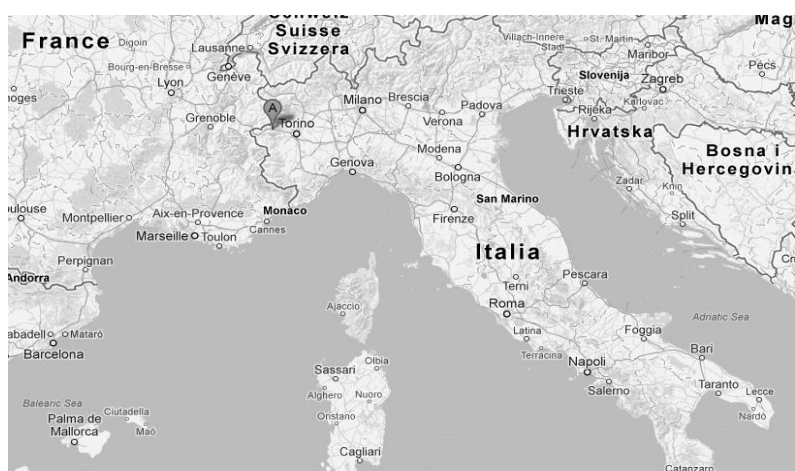 Schweiz
Suisse
Svizzera
France
Digoin
Lausanne
Bourg-en-Bresse
Genève
Lyon
Grenoble
A
Torino
Milano
Brescia
Verona
Padova
Villach-Innere
Stadt
St. Martin
Maribor
Slovenija
Zagreb
Trieste
Rijeka
Karlovac
Hrvatska
Pécs
Mag
Bosna i
Hercegovina
Modena
Bologna
Genova
San Marino
Zadar
Knin
Split
oulouse
Montpellier
Aix-en-Provence
Monaco
Cannes
Marseille
Toulon
Firenze
Italia
Perpignan
Andorra
Ajaccio
Terni
Pescara
Roma
Adriatic Sea
abadell
Mataró
Barcelona
Latina
Terracina
Foggia
Bari
Sassari
Olbia
Alghero
Nuoro
Oristano
Napoli
Salerno
Taranto
Lecce
Nardò
Balearic Sea
Ciutadella
Palma de
Mallorca
Maó
Cagliari
Catanzaro